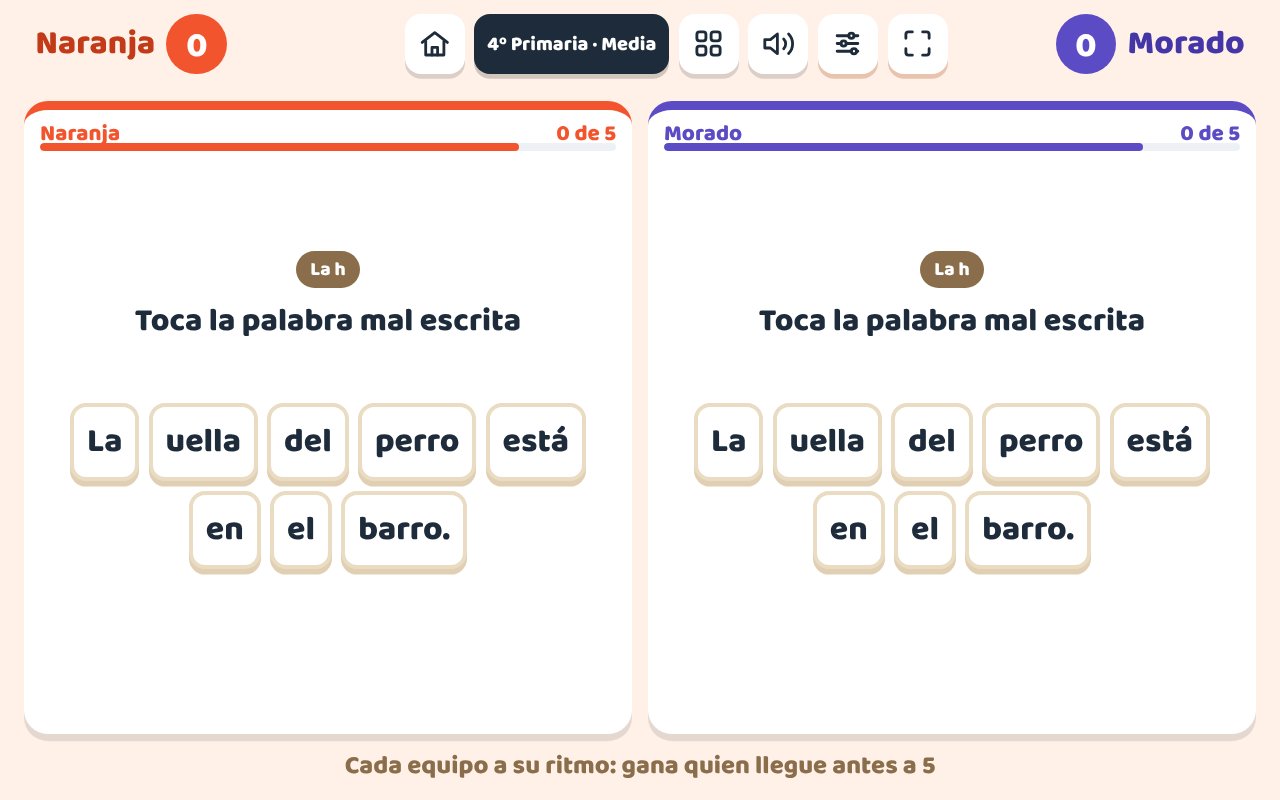 Naranja 0
4º Primaria · Media
0 Morado
Naranja 0 de 5
La h
Toca la palabra mal escrita
La uella del perro está
en el barro.
Morado 0 de 5
La h
Toca la palabra mal escrita
La uella del perro está
en el barro.
Cada equipo a su ritmo: gana quien llegue antes a 5